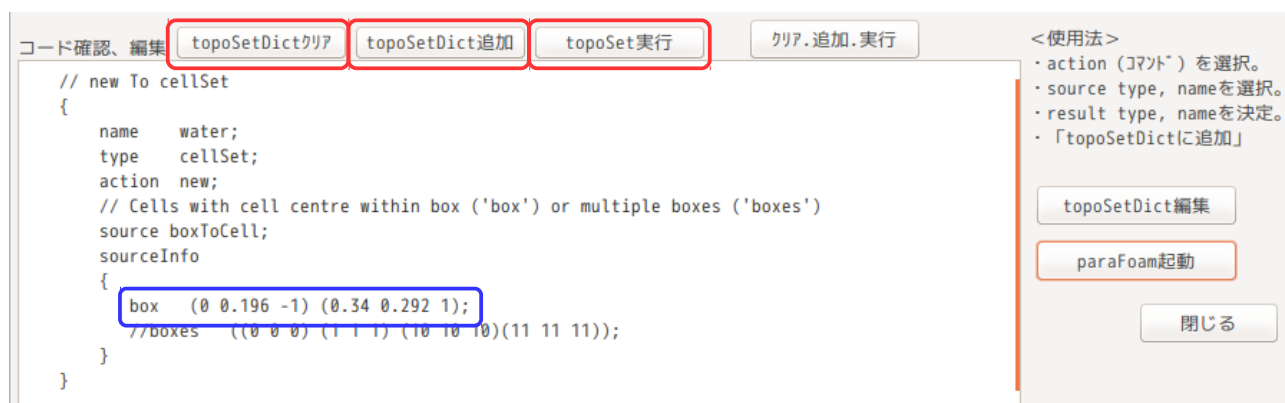 コード確認、編集 topoSetDictクリア topoSetDict追加 topoSet実行 クリア.追加.実行
// new To cellSet
{
name water;
type cellSet;
action new;
// Cells with cell centre within box ('box') or multiple boxes ('boxes')
source boxToCell;
sourceInfo
{
box (0 0.196 -1) (0.34 0.292 1);
//boxes ((0 0 0) (1 1 1) (10 10 10)(11 11 11));
}
}
<使用法>
・action (コマンド) を選択。
・source type, nameを選択。
・result type, nameを決定。
・「topoSetDictに追加」
topoSetDict編集
paraFoam起動
閉じる